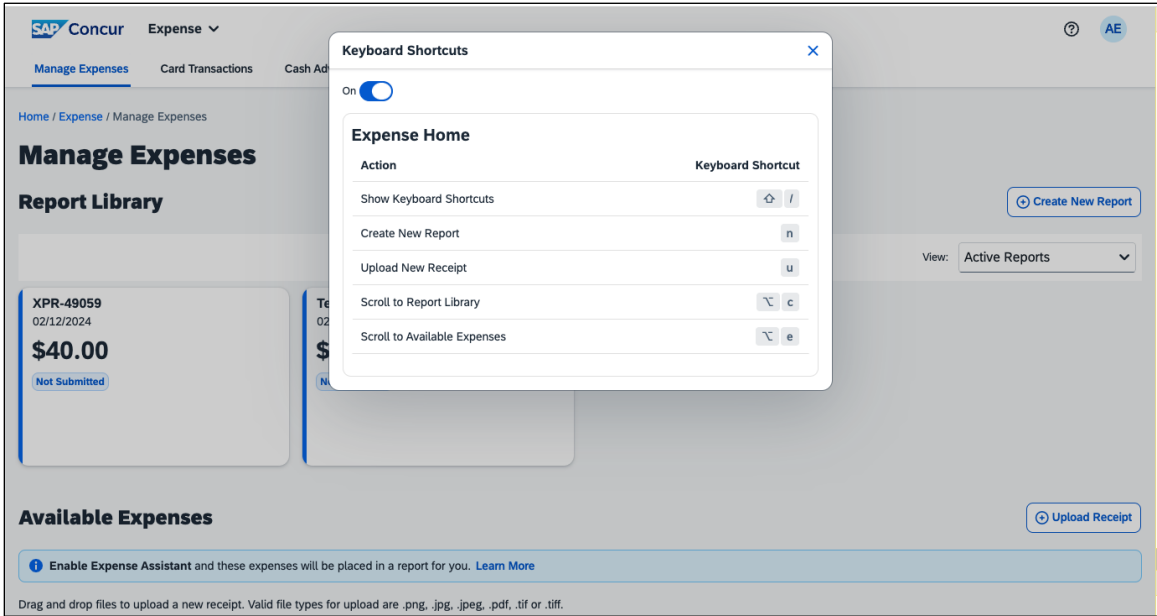 SAP Concur Expense
AE
Manage Expenses Card Transactions Cash Ad
Home / Expense / Manage Expenses
Manage Expenses
Report Library
Create New Report
View: Active Reports
XPR-49059
02/12/2024
$40.00
Not Submitted
Te
02
$
N
Keyboard Shortcuts
On
Expense Home
Action Keyboard Shortcut
Show Keyboard Shortcuts ⇧ /
Create New Report n
Upload New Receipt u
Scroll to Report Library ⌥ c
Scroll to Available Expenses ⌥ e
Available Expenses
Upload Receipt
Enable Expense Assistant and these expenses will be placed in a report for you. Learn More
Drag and drop files to upload a new receipt. Valid file types for upload are .png, .jpg, .jpeg, .pdf, .tif or .tiff.